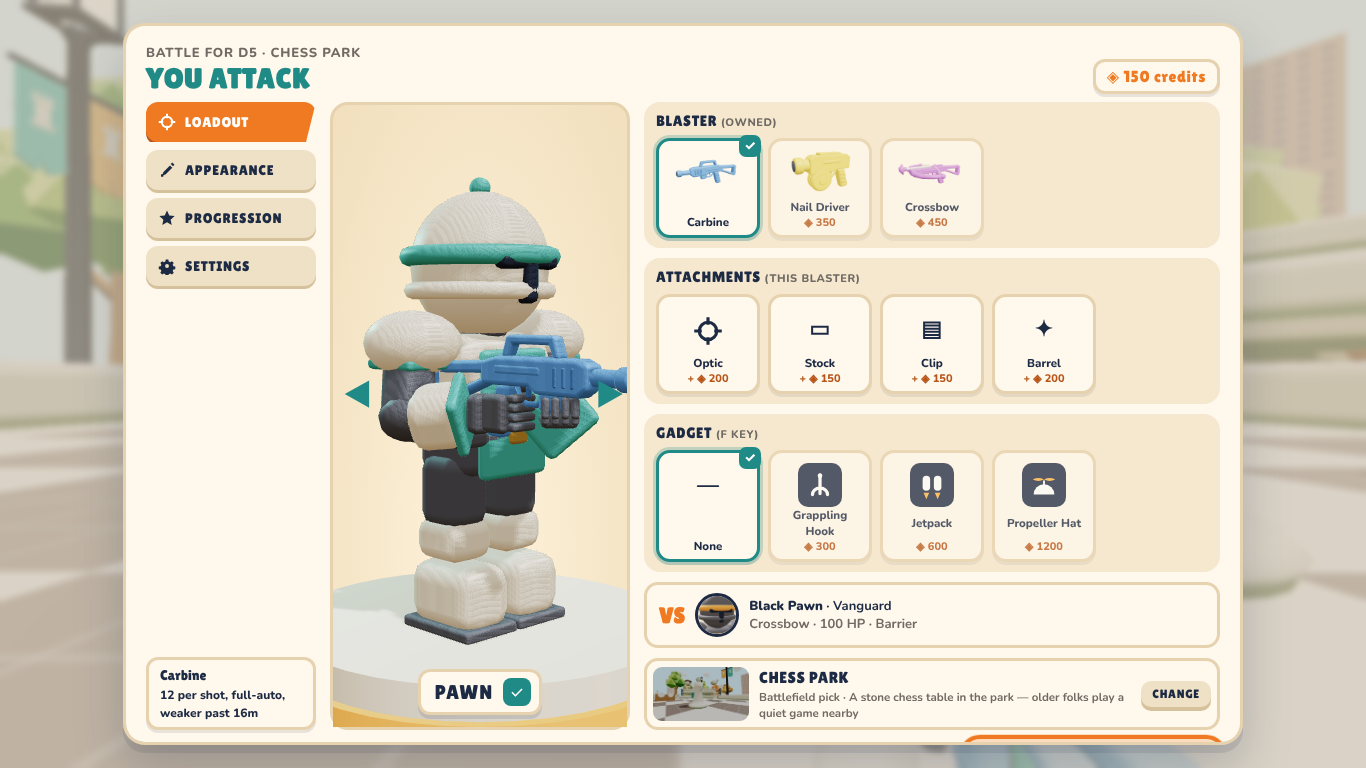 BATTLE FOR D5 · CHESS PARK
YOU ATTACK
150 credits
LOADOUT
APPEARANCE
PROGRESSION
SETTINGS
Carbine
12 per shot, full-auto,
weaker past 16m
PAWN
BLASTER (OWNED)
Carbine
Nail Driver
350
Crossbow
450
ATTACHMENTS (THIS BLASTER)
Optic
+ ◈ 200
Stock
+ ◈ 150
Clip
+ ◈ 150
Barrel
+ ◈ 200
GADGET (F KEY)
—
None
Grappling
Hook
◈ 300
Jetpack
◈ 600
Propeller Hat
◈ 1200
VS
Black Pawn · Vanguard
Crossbow · 100 HP · Barrier
CHESS PARK
Battlefield pick · A stone chess table in the park — older folks play a
quiet game nearby
CHANGE